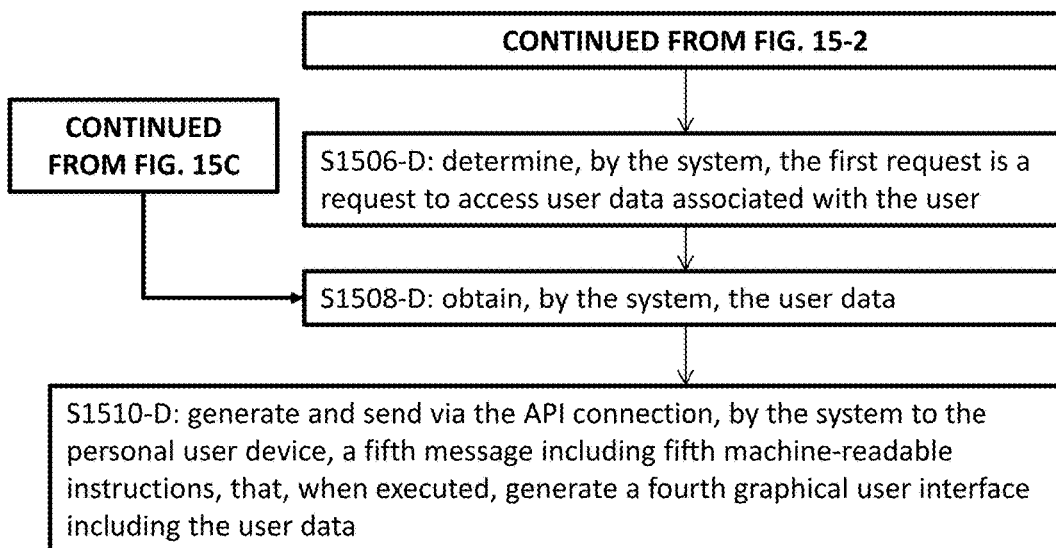 CONTINUED FROM FIG. 15-2
CONTINUED
FROM FIG. 15C
S1506-D: determine, by the system, the first request is a
request to access user data associated with the user
S1508-D: obtain, by the system, the user data
S1510-D: generate and send via the API connection, by the system to the
personal user device, a fifth message including fifth machine-readable
instructions, that, when executed, generate a fourth graphical user interface
including the user data